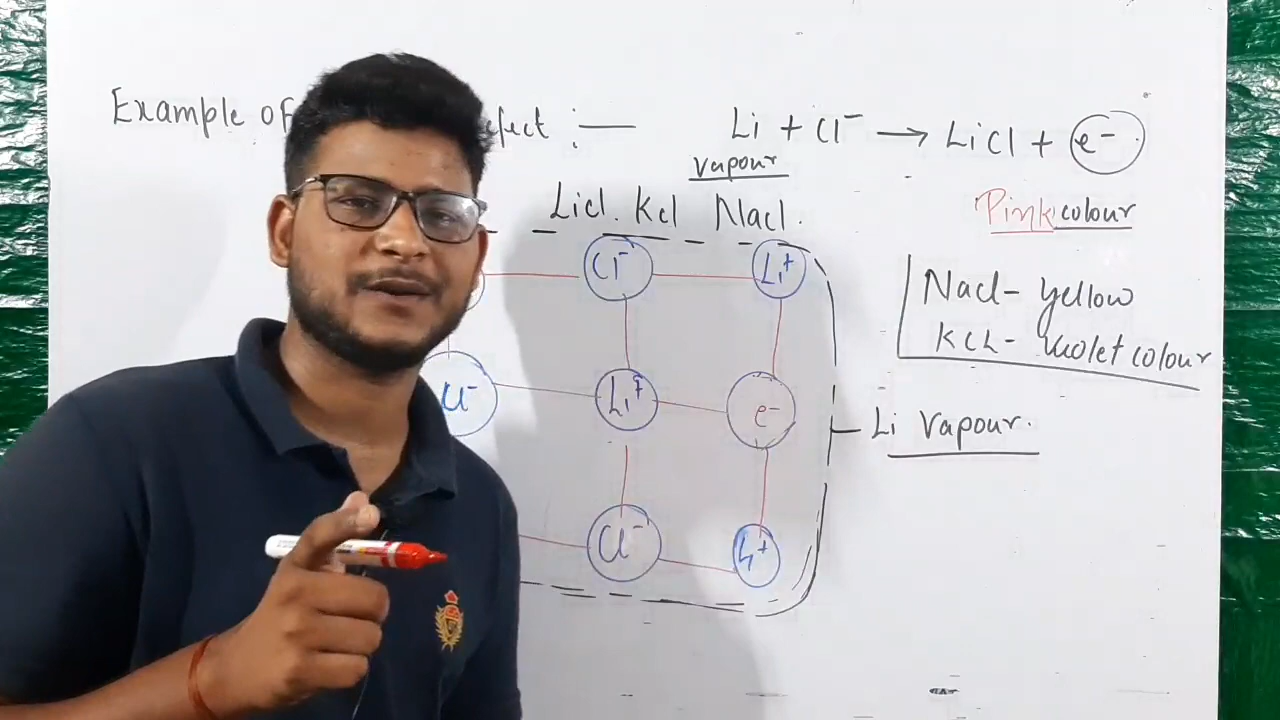 Example of efect :—
Li + Cl⁻ → LiCl + e⁻
vapour
Pink colour
Licl. Kcl Nacl.
Cl⁻ Li⁺
Nacl- yellow
KCl- violet colour
Cl⁻ Li⁺ e⁻
Li vapour.
Cl⁻ Li⁺